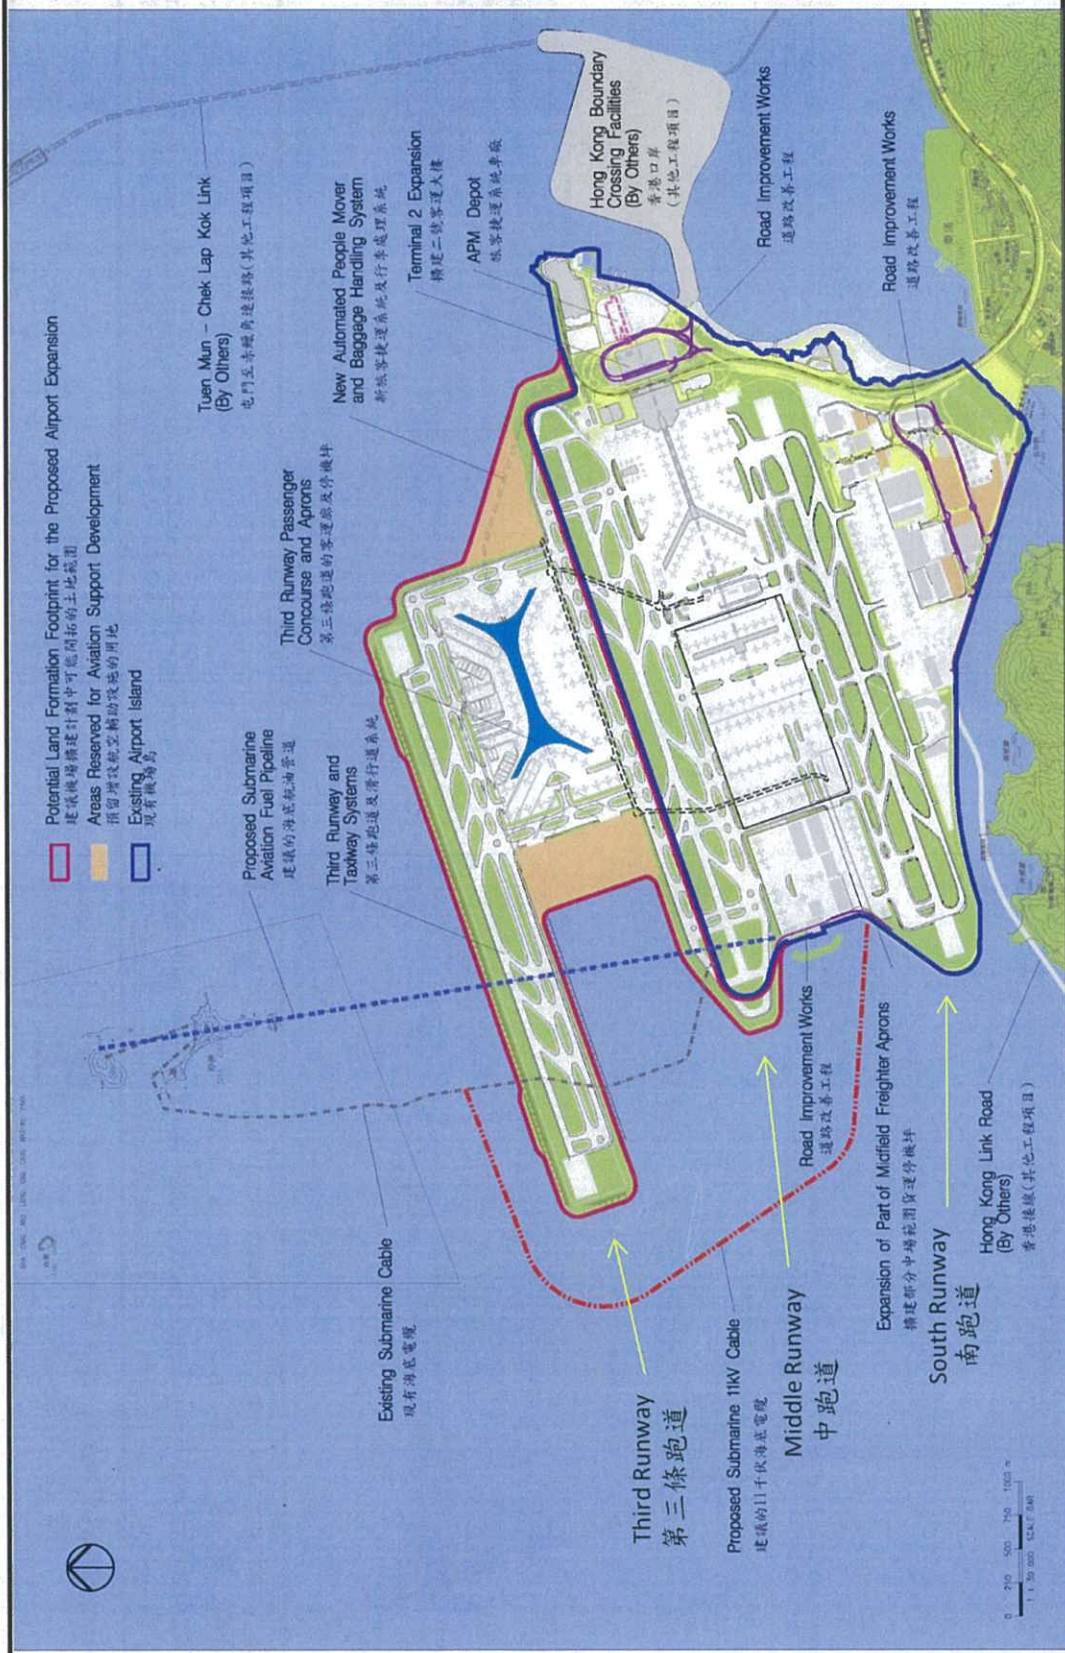 Potential Land Formation Footprint for the Proposed Airport Expansion
建議機場擴建計劃中可能開拓的土地範圍
Areas Reserved for Aviation Support Development
預留增設航空輔助設施的用地
Existing Airport Island
現有機場島
Tuen Mun – Chek Lap Kok Link
(By Others)
屯門至赤鱲角連接路(其他工程項目)
Proposed Submarine
Aviation Fuel Pipeline
建議的海底航油管道
Third Runway and
Taxiway Systems
第三條跑道及滑行道系統
Third Runway Passenger
Concourse and Aprons
第三條跑道的客運廊及停機坪
New Automated People Mover
and Baggage Handling System
新旅客捷運系統及行李處理系統
Terminal 2 Expansion
擴建二號客運大樓
APM Depot
旅客捷運系統車廠
Hong Kong Boundary
Crossing Facilities
(By Others)
香港口岸
(其他工程項目)
Road Improvement Works
道路改善工程
Road Improvement Works
道路改善工程
Existing Submarine Cable
現有海底電纜
Third Runway
第三條跑道
Proposed Submarine 11kV Cable
建議的11千伏海底電纜
Middle Runway
中跑道
Road Improvement Works
道路改善工程
Expansion of Part of Midfield Freighter Aprons
擴建部分中場範圍貨運停機坪
South Runway
南跑道
Hong Kong Link Road
(By Others)
香港接線(其他工程項目)
0 250 500 750 1000 m
SCALE BAR